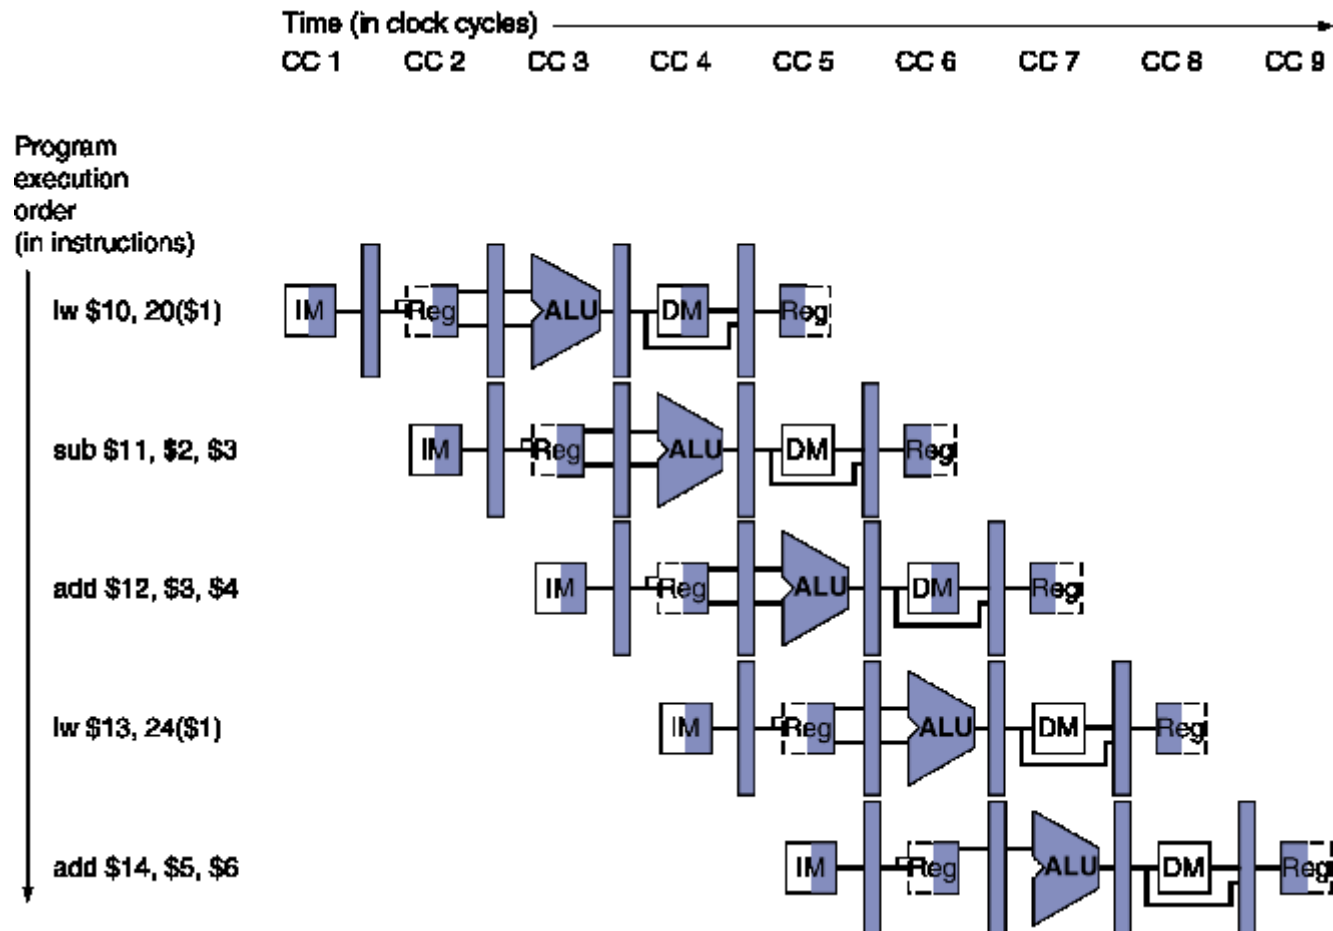 Time (in clock cycles)
CC 1 CC 2 CC 3 CC 4 CC 5 CC 6 CC 7 CC 8 CC 9
Program
execution
order
(in instructions)
lw $10, 20($1) IM Reg ALU DM Reg
sub $11, $2, $3 IM Reg ALU DM Reg
add $12, $3, $4 IM Reg ALU DM Reg
lw $13, 24($1) IM Reg ALU DM Reg
add $14, $5, $6 IM Reg ALU DM Reg